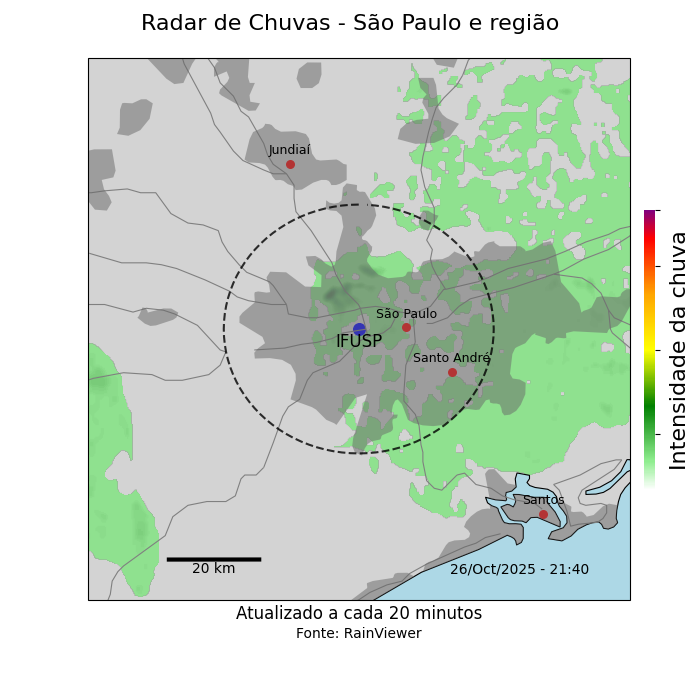 Radar de Chuvas - São Paulo e região
Jundiaí
São Paulo
IFUSP
Santo André
Santos
20 km
26/Oct/2025 - 21:40
Intensidade da chuva
Atualizado a cada 20 minutos
Fonte: RainViewer